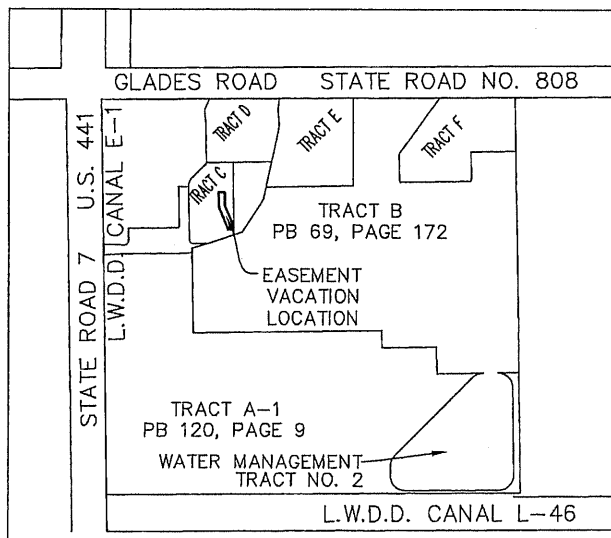 GLADES ROAD STATE ROAD NO. 808
STATE ROAD 7 U.S. 441
L.W.D.D. CANAL E-1
TRACT D
TRACT E
TRACT F
TRACT C
TRACT B
PB 69, PAGE 172
EASEMENT
VACATION
LOCATION
TRACT A-1
PB 120, PAGE 9
WATER MANAGEMENT
TRACT NO. 2
L.W.D.D. CANAL L-46